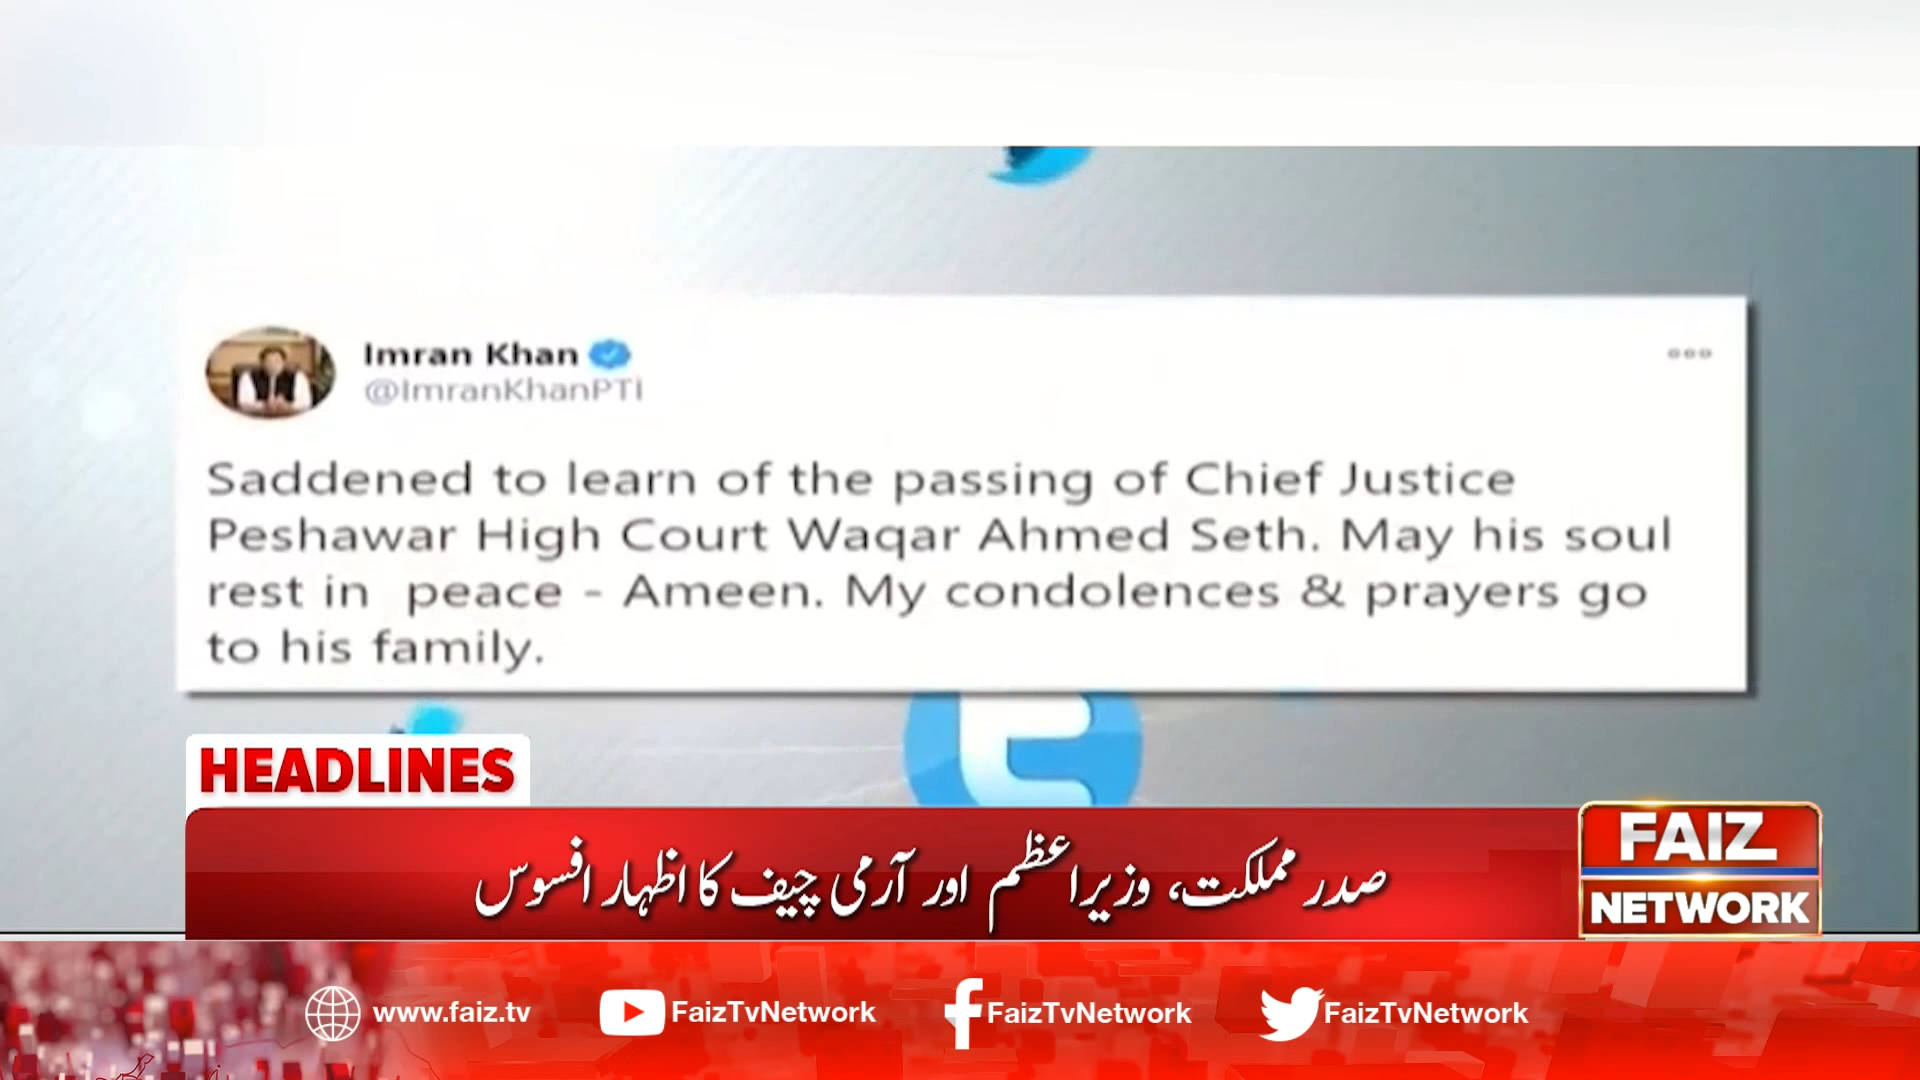 Imran Khan
@ImranKhanPTI
Saddened to learn of the passing of Chief Justice
Peshawar High Court Waqar Ahmed Seth. May his soul
rest in peace - Ameen. My condolences & prayers go
to his family.
HEADLINES
صدر مملکت، وزیراعظم اور آرمی چیف کا اظہار افسوس
FAIZ
NETWORK
www.faiz.tv
FaizTvNetwork
FaizTvNetwork
FaizTvNetwork